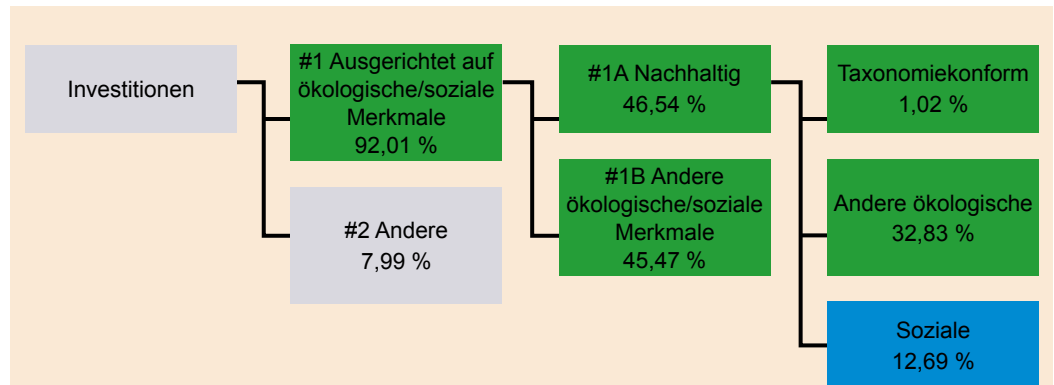 Investitionen
#1 Ausgerichtet auf
ökologische/soziale
Merkmale
92,01 %
#2 Andere
7,99 %
#1A Nachhaltig
46,54 %
#1B Andere
ökologische/soziale
Merkmale
45,47 %
Taxonomiekonform
1,02 %
Andere ökologische
32,83 %
Soziale
12,69 %